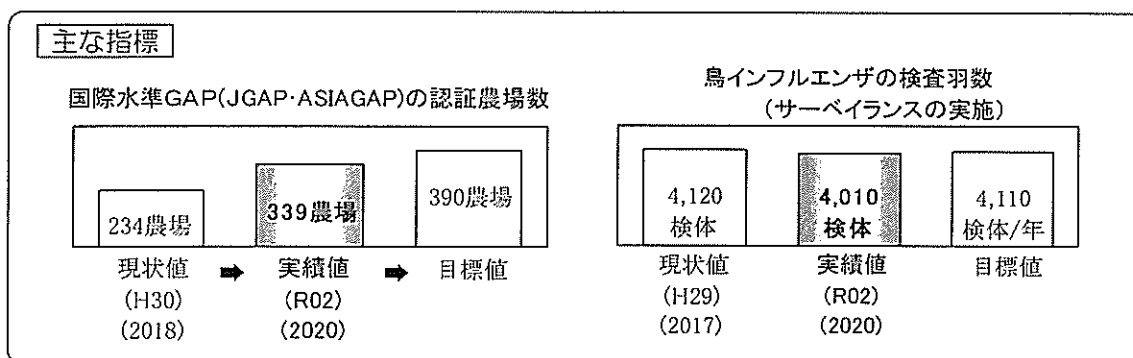 主な指標
国際水準GAP(JGAP･ASIAGAP)の認証農場数
234農場
339農場
390農場
現状値 ➡ 実績値 ➡ 目標値
(H30)
(R02)
(2018)
(2020)
鳥インフルエンザの検査羽数
(サーベイランスの実施)
4,120
検体
4,010
検体
4,110
検体/年
現状値
実績値
目標値
(H29)
(R02)
(2017)
(2020)